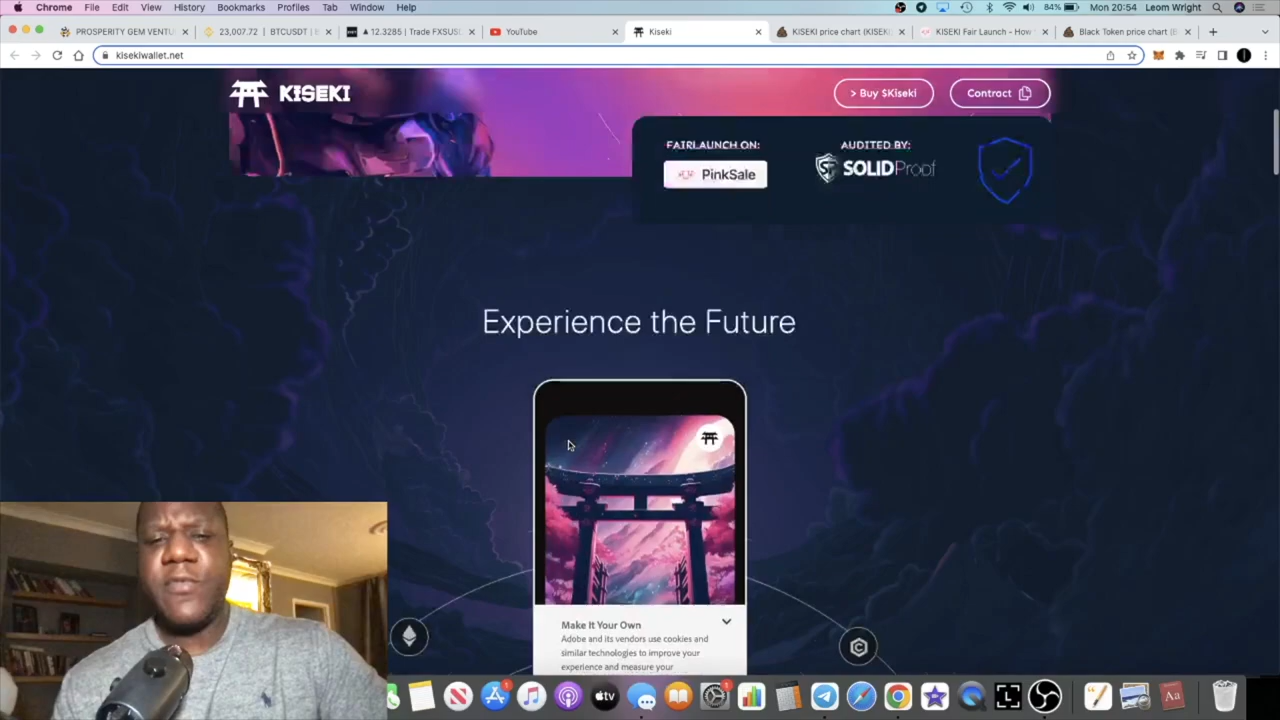 Chrome File Edit View History Bookmarks Profiles Tab Window Help 84% Mon 20:54 Leom Wright
PROSPERITY GEM VENTU 23,007.72 | BTCUSDT | ▲ 12.3285 | Trade FXSUS YouTube Kiseki KISEKI price chart (KISEK KISEKI Fair Launch - How Black Token price chart (B
kisekiwallet.net
KISEKI > Buy $Kiseki Contract
FAIRLAUNCH ON: AUDITED BY:
PinkSale SOLIDProof
Experience the Future
Make It Your Own
Adobe and its vendors use cookies and
similar technologies to improve your
experience and measure your
tv
Aa